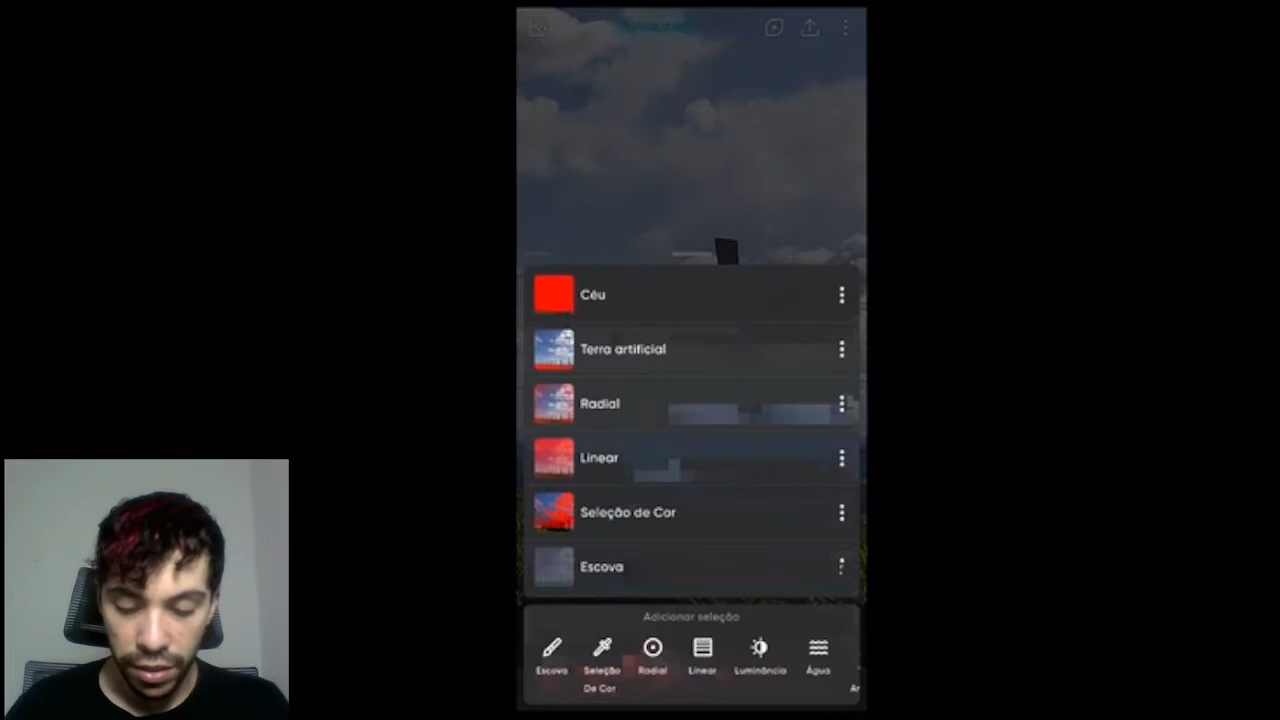 Céu
Terra artificial
Radial
Linear
Seleção de Cor
Escova
Adicionar seleção
Escova Seleção De Cor Radial Linear Luminância Água